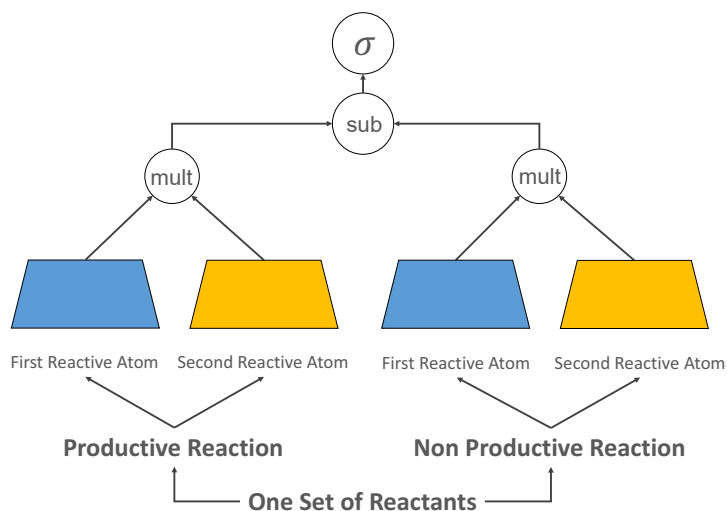 σ
sub
mult
mult
First Reactive Atom
Second Reactive Atom
First Reactive Atom
Second Reactive Atom
Productive Reaction
Non Productive Reaction
One Set of Reactants